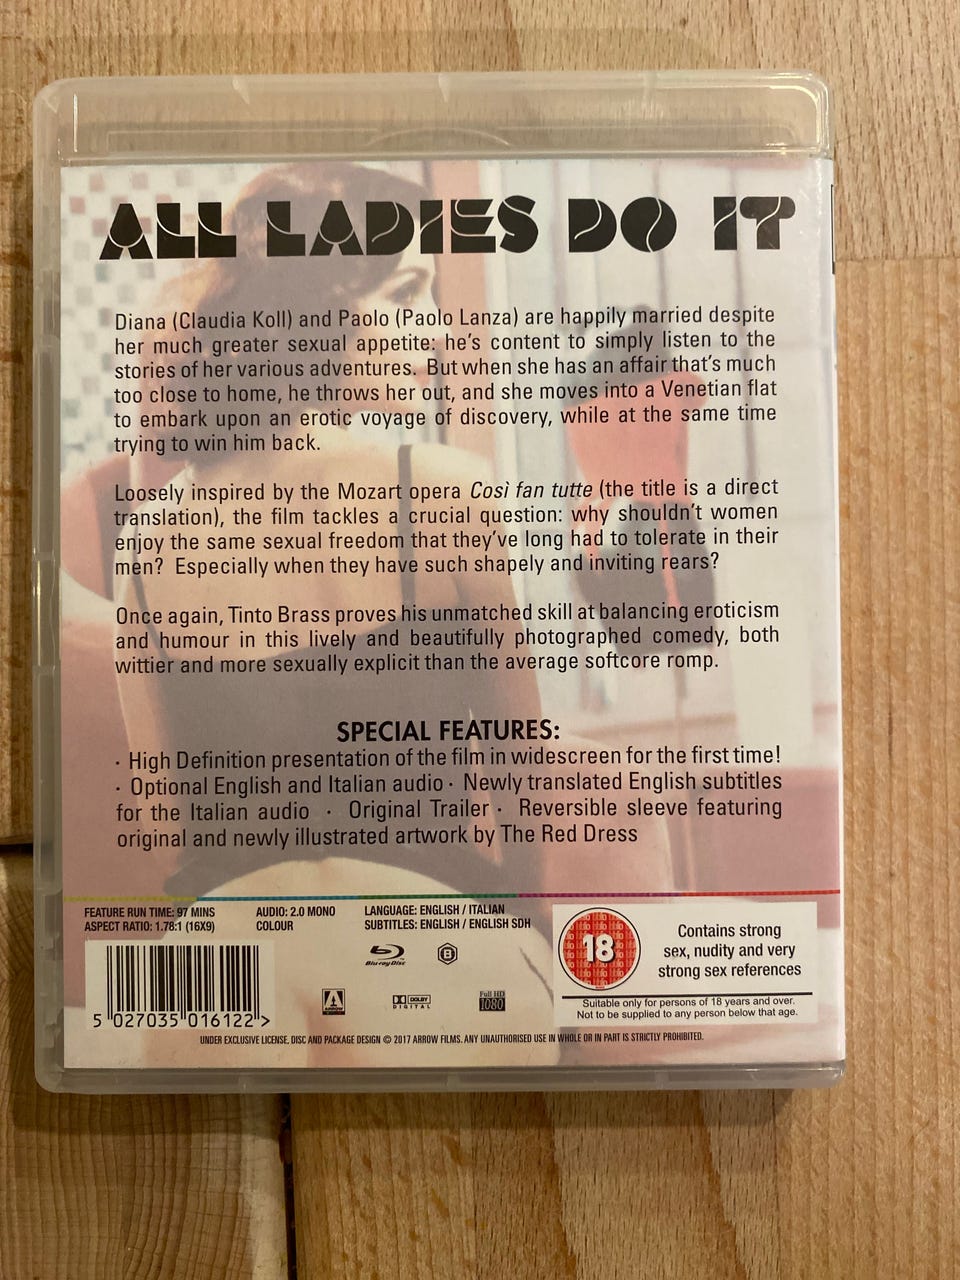 ALL LADIES DO IT
Diana (Claudia Koll) and Paolo (Paolo Lanza) are happily married despite
her much greater sexual appetite: he's content to simply listen to the
stories of her various adventures. But when she has an affair that's much
too close to home, he throws her out, and she moves into a Venetian flat
to embark upon an erotic voyage of discovery, while at the same time
trying to win him back.
Loosely inspired by the Mozart opera Così fan tutte (the title is a direct
translation), the film tackles a crucial question: why shouldn't women
enjoy the same sexual freedom that they've long had to tolerate in their
men? Especially when they have such shapely and inviting rears?
Once again, Tinto Brass proves his unmatched skill at balancing eroticism
and humour in this lively and beautifully photographed comedy, both
wittier and more sexually explicit than the average softcore romp.
SPECIAL FEATURES:
· High Definition presentation of the film in widescreen for the first time!
· Optional English and Italian audio · Newly translated English subtitles
for the Italian audio · Original Trailer · Reversible sleeve featuring
original and newly illustrated artwork by The Red Dress
FEATURE RUN TIME: 97 MINS
ASPECT RATIO: 1.78:1 (16X9)
AUDIO: 2.0 MONO
COLOUR
LANGUAGE: ENGLISH / ITALIAN
SUBTITLES: ENGLISH / ENGLISH SDH
Blu-ray Disc
B
ARROW
DOLBY
DIGITAL
Full HD
1080
18
Contains strong
sex, nudity and very
strong sex references
Suitable only for persons of 18 years and over.
Not to be supplied to any person below that age.
5 027035 016122 >
UNDER EXCLUSIVE LICENSE, DISC AND PACKAGE DESIGN © 2017 ARROW FILMS. ANY UNAUTHORISED USE IN WHOLE OR IN PART IS STRICTLY PROHIBITED.